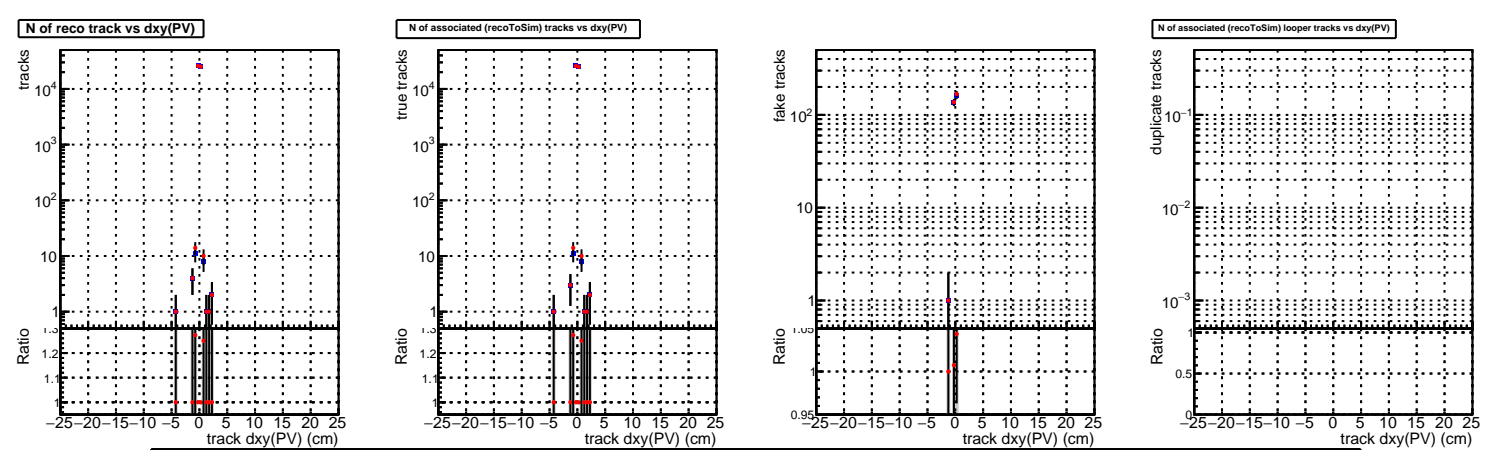 N of reco track vs dxy(PV)
tracks
10⁴
10³
10²
10
1
Ratio
1.3
1.2
1.1
1
−25−20−15−10 −5 0 5 10 15 20 25
track dxy(PV) (cm)
N of associated (recoToSim) tracks vs dxy(PV)
true tracks
10⁴
10³
10²
10
1
Ratio
1.3
1.2
1.1
1
−25−20−15−10 −5 0 5 10 15 20 25
track dxy(PV) (cm)
fake tracks
10²
10
1
Ratio
1.05
1
0.95
−25−20−15−10 −5 0 5 10 15 20 25
track dxy(PV) (cm)
N of associated (recoToSim) looper tracks vs dxy(PV)
duplicate tracks
10⁻¹
10⁻²
10⁻³
Ratio
1
0.5
0
−25−20−15−10 −5 0 5 10 15 20 25
track dxy(PV) (cm)